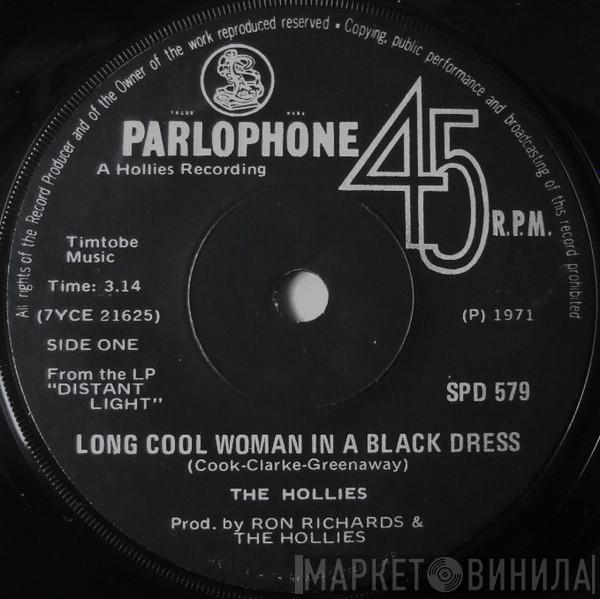 All rights of the Record Producer and of the Owner of the work reproduced reserved • Copying, public performance and broadcasting of this record prohibited
TRADE MARK
PARLOPHONE
A Hollies Recording
45 R.P.M.
Timtobe
Music
Time: 3.14
(7YCE 21625)
(P) 1971
SIDE ONE
From the LP
"DISTANT
LIGHT"
SPD 579
LONG COOL WOMAN IN A BLACK DRESS
(Cook-Clarke-Greenaway)
THE HOLLIES
Prod. by RON RICHARDS &
THE HOLLIES
МАРКЕТ ВИНИЛА